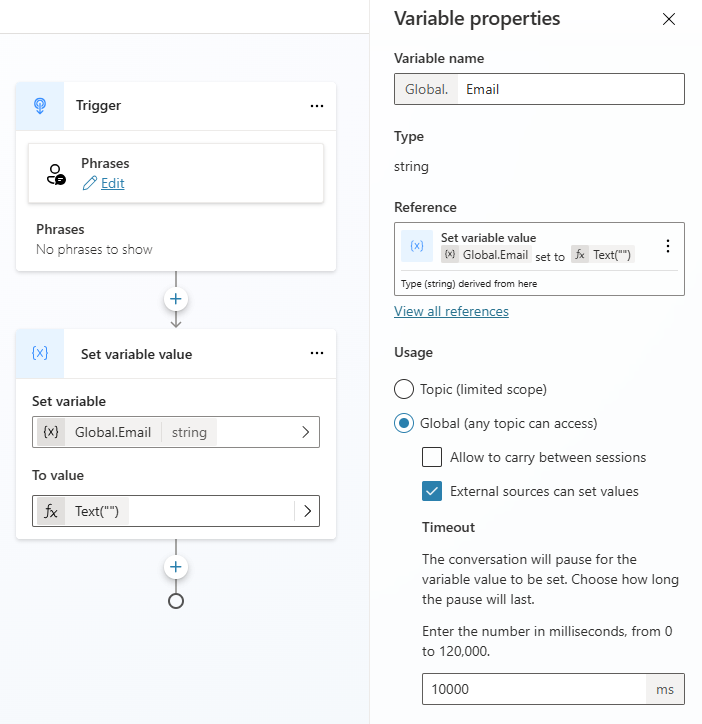 Trigger
Phrases
Edit
Phrases
No phrases to show
{x} Set variable value
Set variable
{x} Global.Email string
To value
fx Text("")
Variable properties
Variable name
Global. Email
Type
string
Reference
{x} Set variable value
{x} Global.Email set to fx Text("")
Type (string) derived from here
View all references
Usage
Topic (limited scope)
Global (any topic can access)
Allow to carry between sessions
External sources can set values
Timeout
The conversation will pause for the
variable value to be set. Choose how long
the pause will last.
Enter the number in milliseconds, from 0
to 120,000.
10000 ms